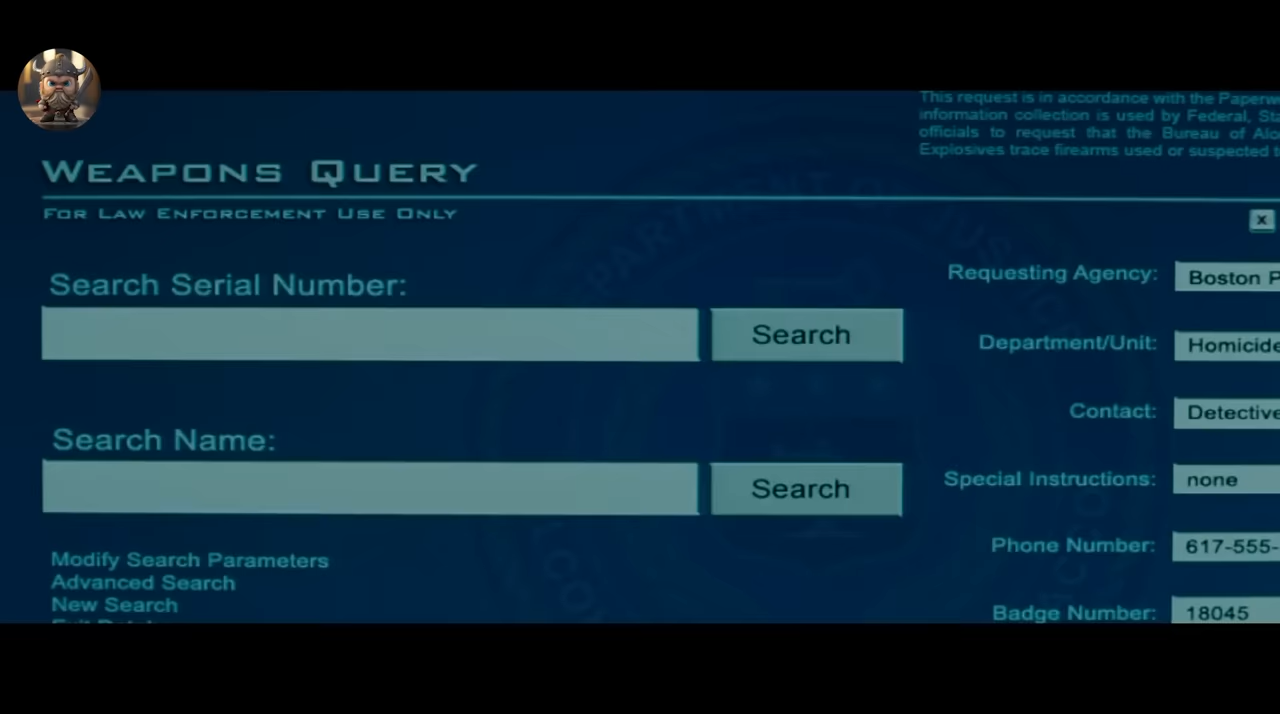 This request is in accordance with the Paperw
information collection is used by Federal, Sta
officials to request that the Bureau of Alco
Explosives trace firearms used or suspected t
WEAPONS QUERY
FOR LAW ENFORCEMENT USE ONLY
x
Search Serial Number:
Search
Search Name:
Search
Modify Search Parameters
Advanced Search
New Search
Requesting Agency: Boston P
Department/Unit: Homicide
Contact: Detective
Special Instructions: none
Phone Number: 617-555-
Badge Number: 18045